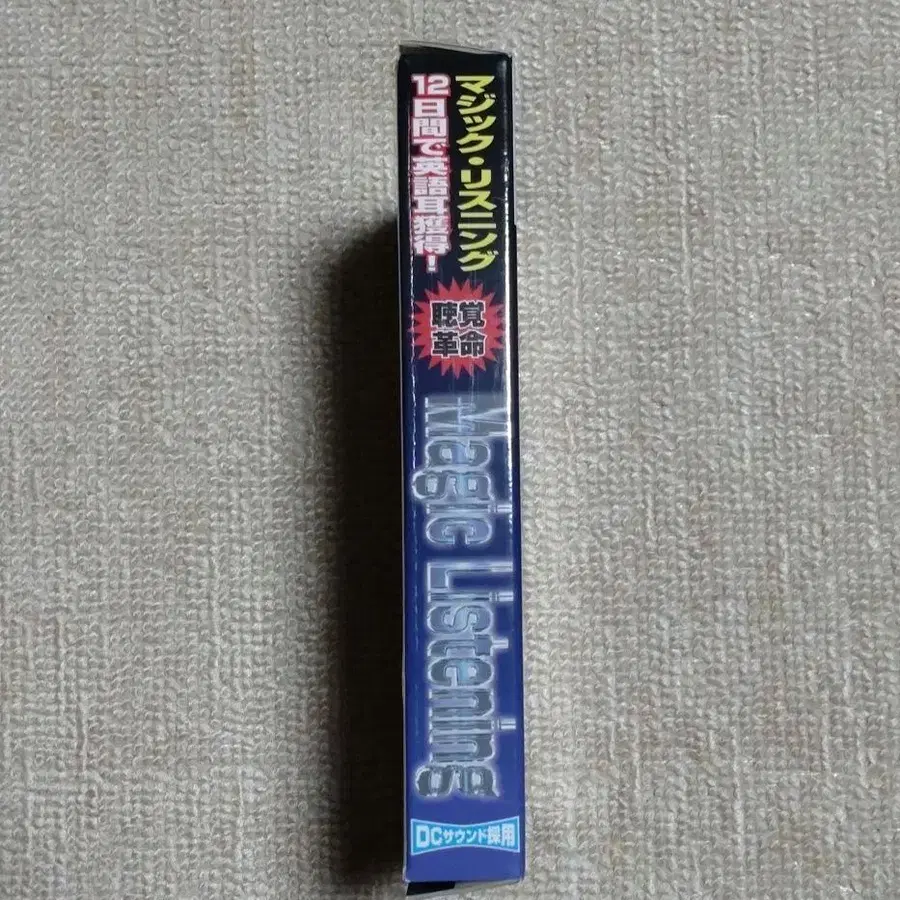 マジック・リスニング
12日間で英語耳獲得！
聴覚
革命
Magic Listening
DCサウンド採用